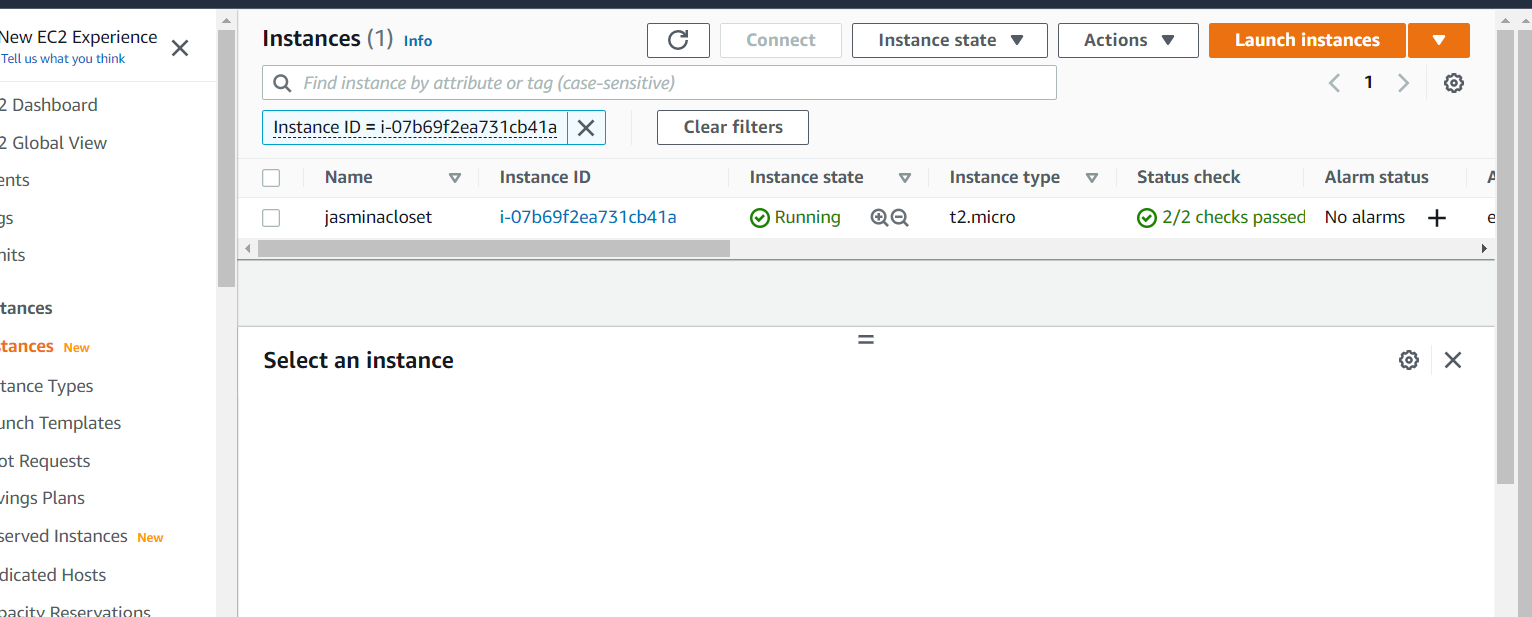 New EC2 Experience
Tell us what you think
2 Dashboard
2 Global View
ents
gs
nits
tances
stances New
tance Types
unch Templates
ot Requests
vings Plans
served Instances New
dicated Hosts
pacity Reservations
Instances (1) Info
Connect
Instance state
Actions
Launch instances
Find instance by attribute or tag (case-sensitive)
1
Instance ID = i-07b69f2ea731cb41a
Clear filters
Name Instance ID Instance state Instance type Status check Alarm status A
jasminacloset i-07b69f2ea731cb41a Running t2.micro 2/2 checks passed No alarms e
Select an instance